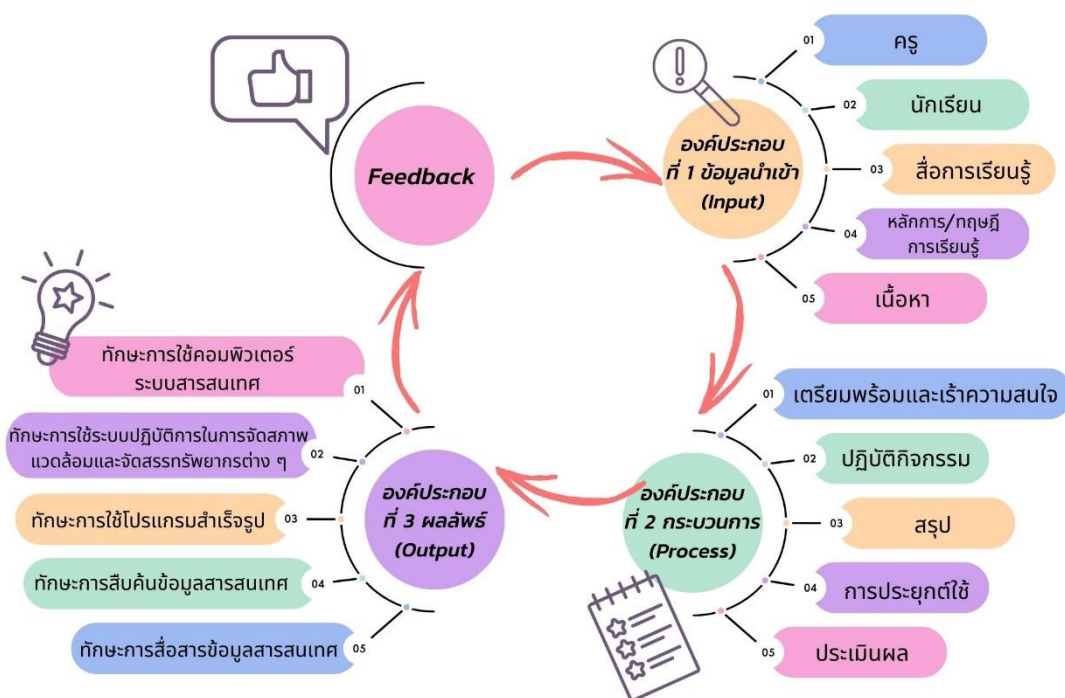 Feedback
องค์ประกอบ
ที่ 1 ข้อมูลนำเข้า
(Input)
01
ครู
02
นักเรียน
03
สื่อการเรียนรู้
04
หลักการ/ทฤษฎี
การเรียนรู้
05
เนื้อหา
องค์ประกอบ
ที่ 2 กระบวนการ
(Process)
01
เตรียมพร้อมและเร้าความสนใจ
02
ปฏิบัติกิจกรรม
03
สรุป
04
การประยุกต์ใช้
05
ประเมินผล
องค์ประกอบ
ที่ 3 ผลลัพธ์
(Output)
ทักษะการใช้คอมพิวเตอร์
ระบบสารสนเทศ
01
ทักษะการใช้ระบบปฏิบัติการในการจัดสภาพ
แวดล้อมและจัดสรรทรัพยากรต่าง ๆ
02
ทักษะการใช้โปรแกรมสำเร็จรูป
03
ทักษะการสืบค้นข้อมูลสารสนเทศ
04
ทักษะการสื่อสารข้อมูลสารสนเทศ
05